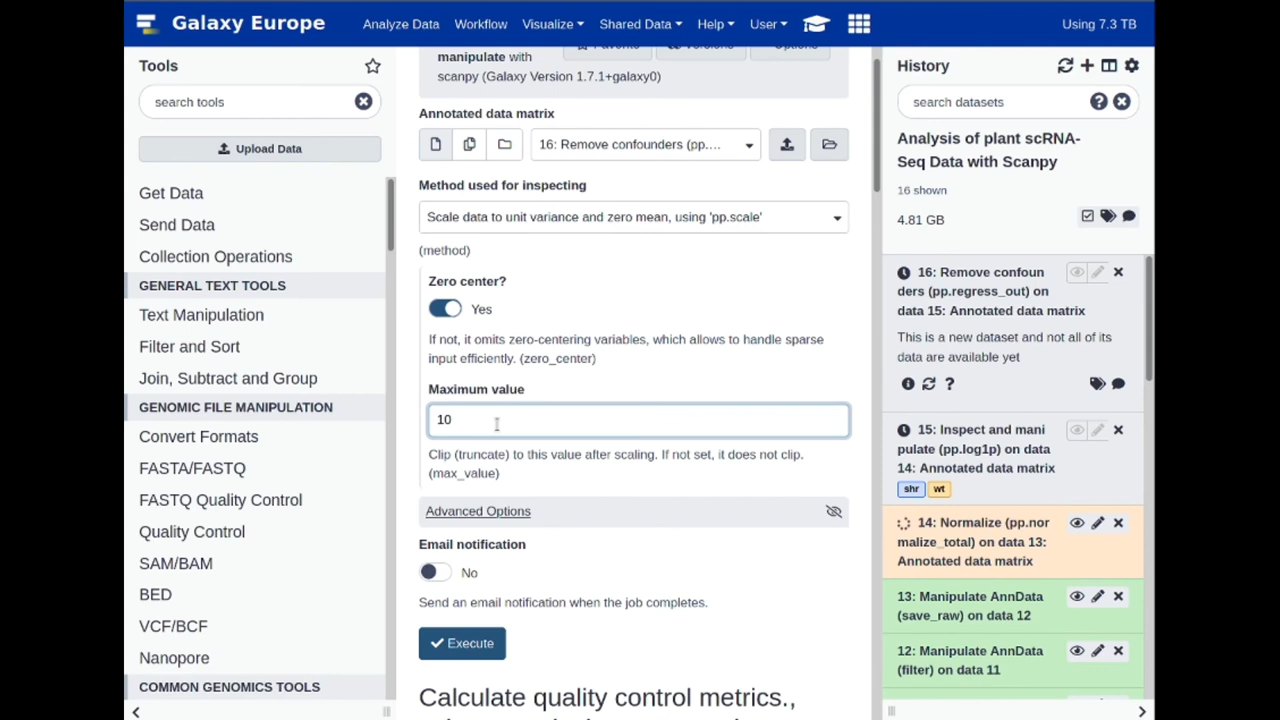 Galaxy Europe
Analyze Data Workflow Visualize Shared Data Help User
Using 7.3 TB
Tools
search tools
Upload Data
Get Data
Send Data
Collection Operations
GENERAL TEXT TOOLS
Text Manipulation
Filter and Sort
Join, Subtract and Group
GENOMIC FILE MANIPULATION
Convert Formats
FASTA/FASTQ
FASTQ Quality Control
Quality Control
SAM/BAM
BED
VCF/BCF
Nanopore
COMMON GENOMICS TOOLS
Favorite Versions Options
manipulate with
scanpy (Galaxy Version 1.7.1+galaxy0)
Annotated data matrix
16: Remove confounders (pp....
Method used for inspecting
Scale data to unit variance and zero mean, using 'pp.scale'
(method)
Zero center?
Yes
If not, it omits zero-centering variables, which allows to handle sparse
input efficiently. (zero_center)
Maximum value
10
Clip (truncate) to this value after scaling. If not set, it does not clip.
(max_value)
Advanced Options
Email notification
No
Send an email notification when the job completes.
Execute
Calculate quality control metrics.,
History
search datasets
Analysis of plant scRNA-
Seq Data with Scanpy
16 shown
4.81 GB
16: Remove confoun
ders (pp.regress_out) on
data 15: Annotated data matrix
This is a new dataset and not all of its
data are available yet
15: Inspect and mani
pulate (pp.log1p) on data
14: Annotated data matrix
shr wt
14: Normalize (pp.nor
malize_total) on data 13:
Annotated data matrix
13: Manipulate AnnData
(save_raw) on data 12
12: Manipulate AnnData
(filter) on data 11